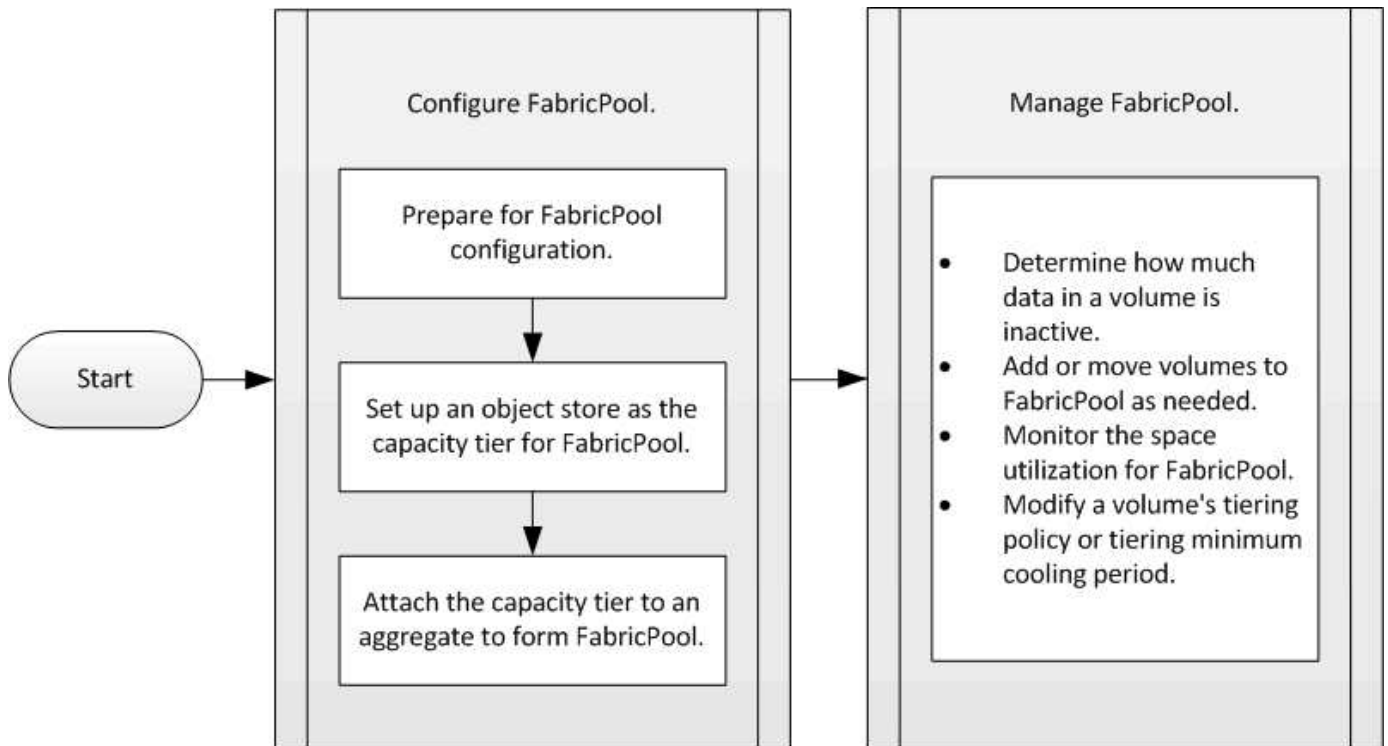 Start
Configure FabricPool.
Prepare for FabricPool
configuration.
Set up an object store as the
capacity tier for FabricPool.
Attach the capacity tier to an
aggregate to form FabricPool.
Manage FabricPool.
• Determine how much
data in a volume is
inactive.
• Add or move volumes to
FabricPool as needed.
• Monitor the space
utilization for FabricPool.
• Modify a volume's tiering
policy or tiering minimum
cooling period.